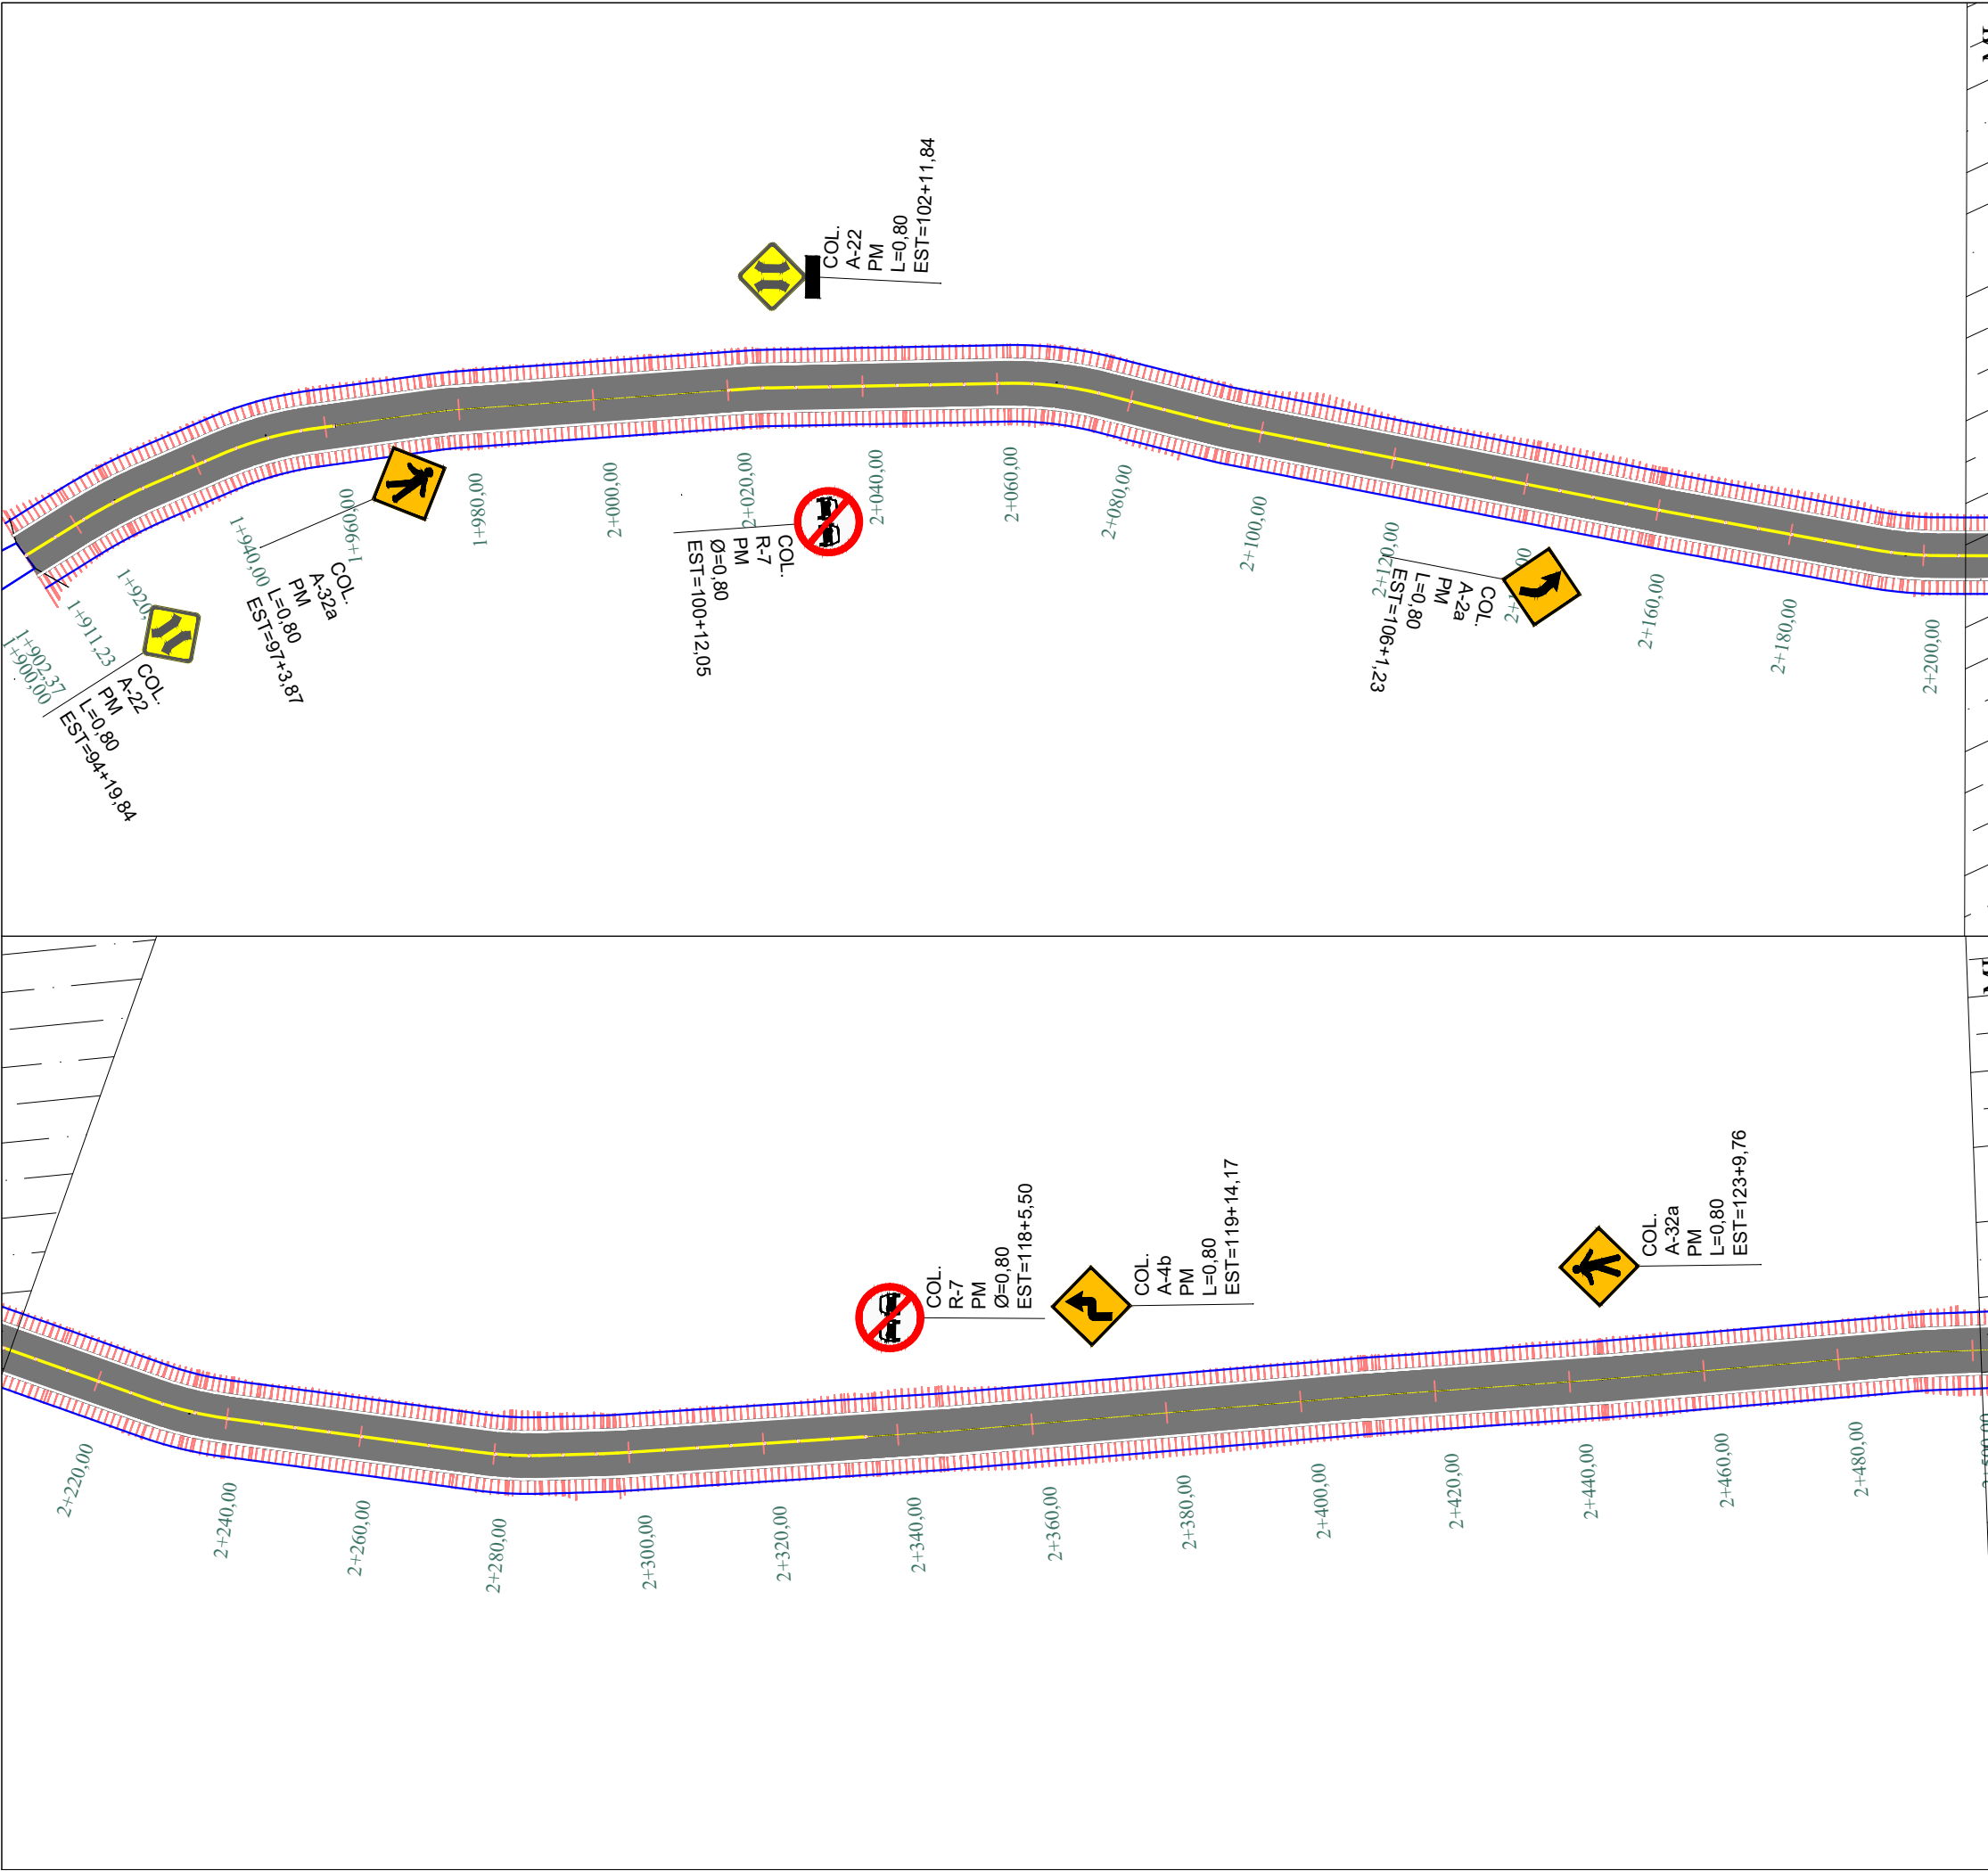 COL.
A-22
PM
L=0,80
EST=102+11,84
1+900,00
1+902,37
1+911,23
1+920,
1+940,00
1+960,00
1+980,00
2+000,00
2+020,00
2+040,00
2+060,00
2+080,00
2+100,00
2+120,00
2+160,00
2+180,00
2+200,00
COL.
A-22
PM
L=0,80
EST=94+19,84
COL.
A-32a
PM
L=0,80
EST=97+3,87
COL.
R-7
PM
Ø=0,80
EST=100+12,05
COL.
A-2a
PM
L=0,80
EST=106+1,23
COL.
R-7
PM
Ø=0,80
EST=118+5,50
COL.
A-4b
PM
L=0,80
EST=119+14,17
COL.
A-32a
PM
L=0,80
EST=123+9,76
2+220,00
2+240,00
2+260,00
2+280,00
2+300,00
2+320,00
2+340,00
2+360,00
2+380,00
2+400,00
2+420,00
2+440,00
2+460,00
2+480,00